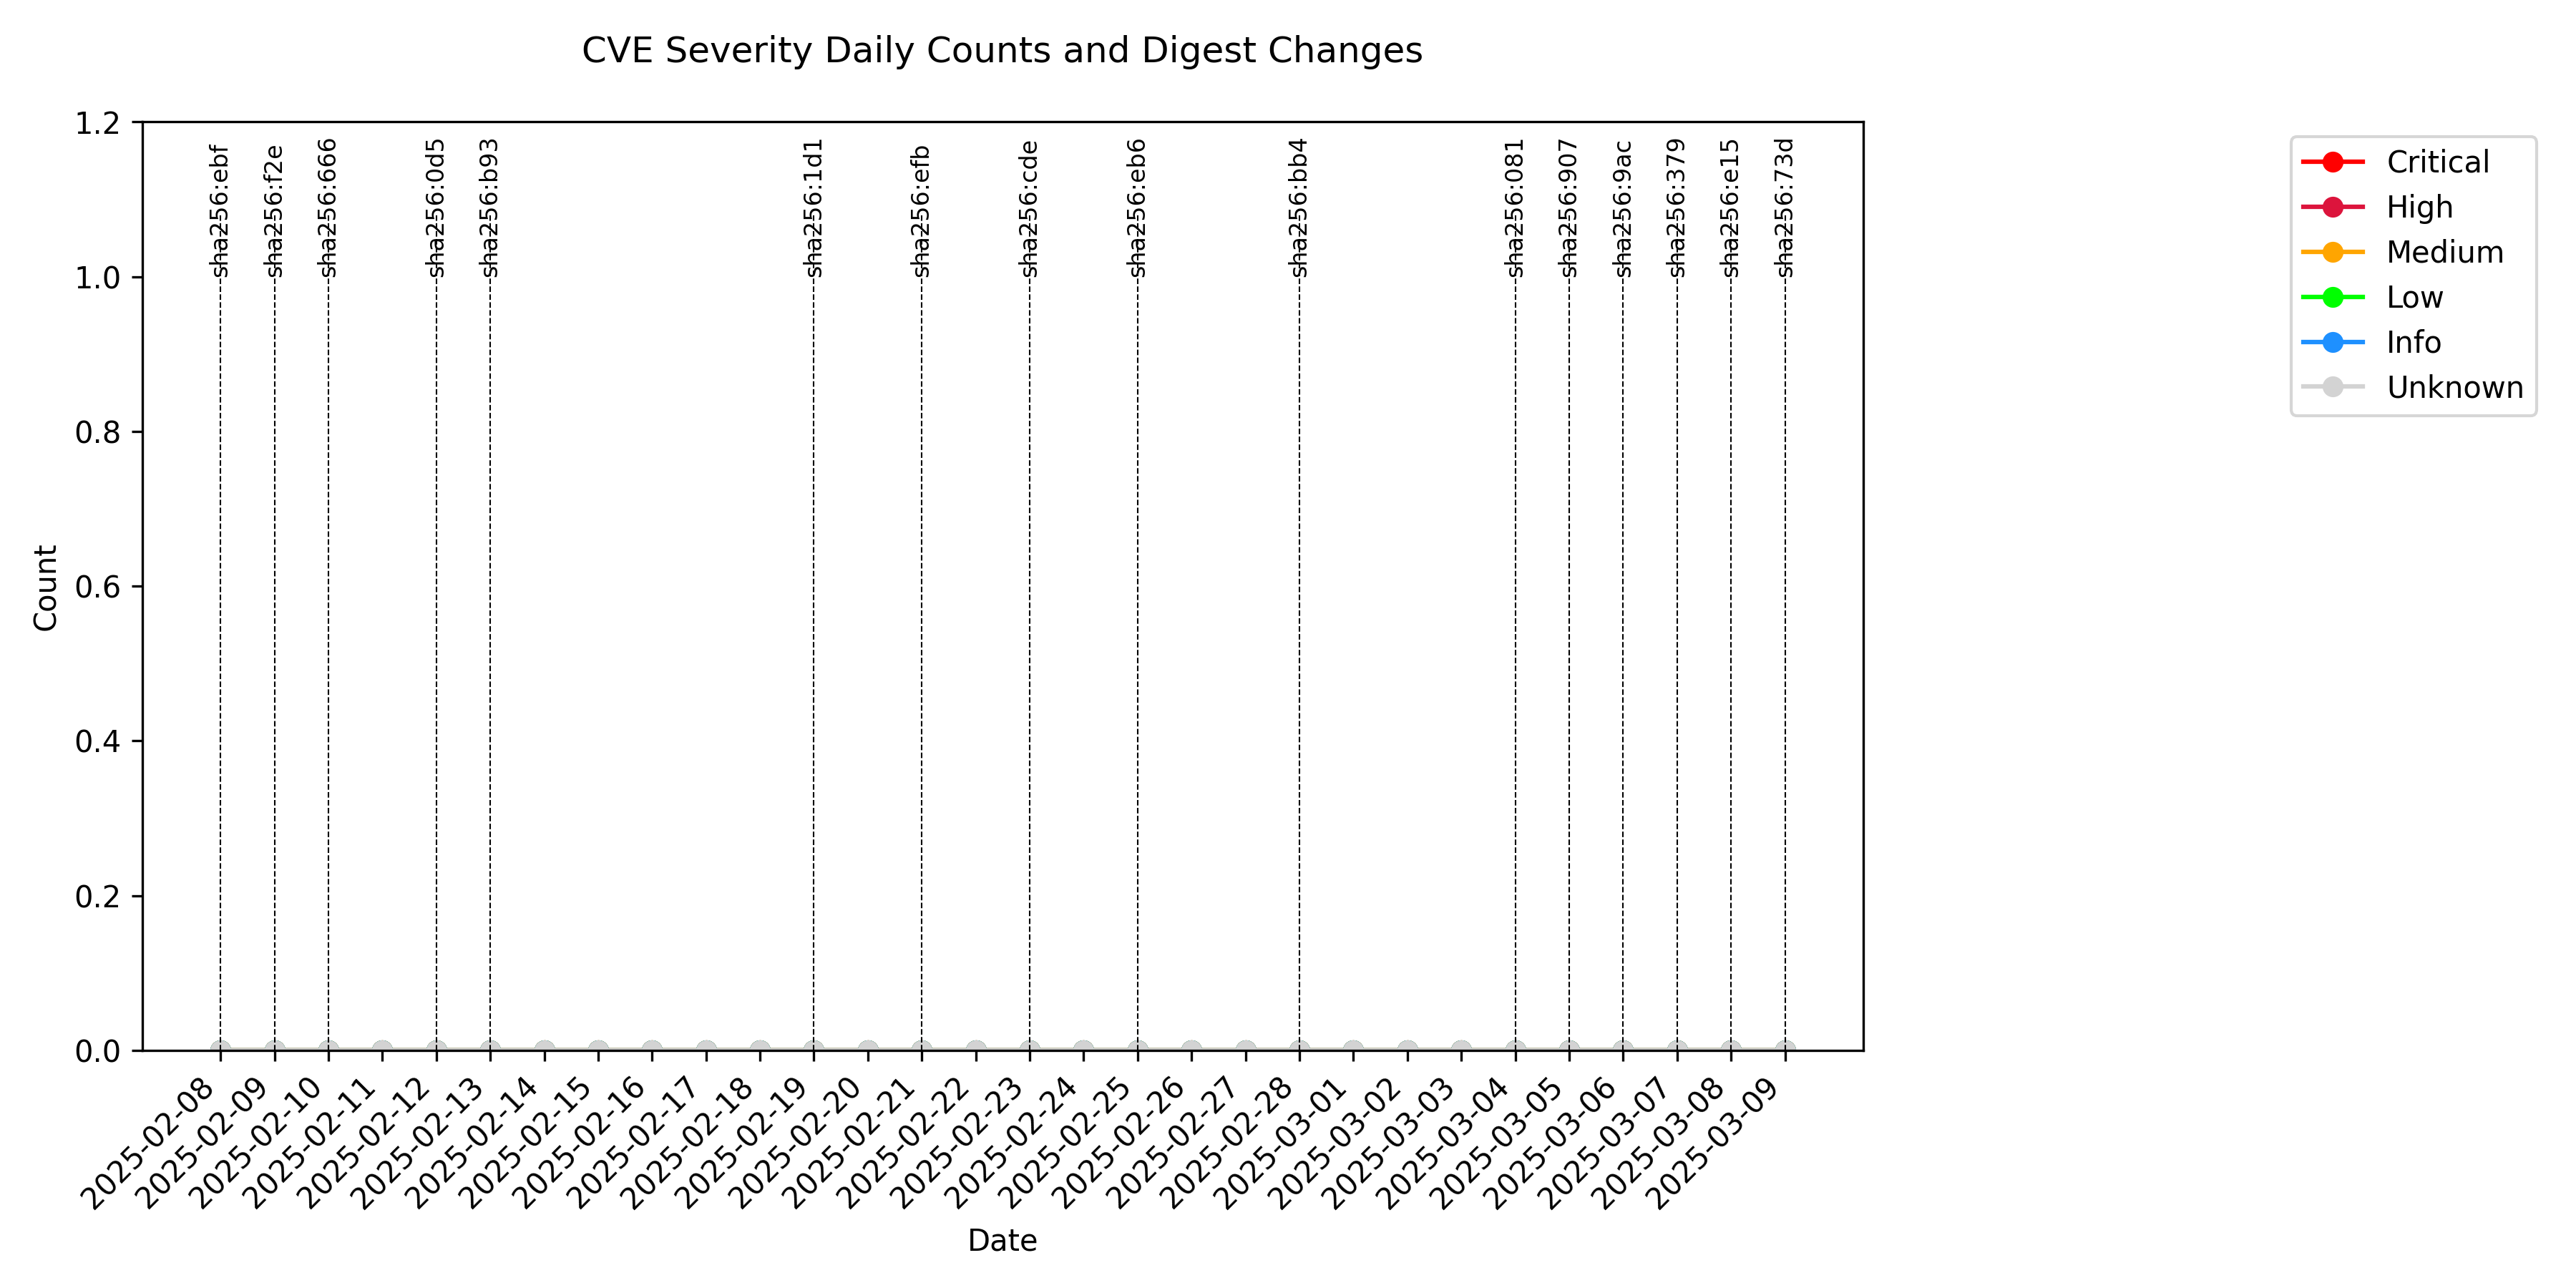 CVE Severity Daily Counts and Digest Changes
1.2
1.0
0.8
0.6
0.4
0.2
0.0
Count
sha256:ebf
sha256:f2e
sha256:666
sha256:0d5
sha256:b93
sha256:1d1
sha256:efb
sha256:cde
sha256:eb6
sha256:bb4
sha256:081
sha256:907
sha256:9ac
sha256:379
sha256:e15
sha256:73d
Critical
High
Medium
Low
Info
Unknown
2025-02-08
2025-02-09
2025-02-10
2025-02-11
2025-02-12
2025-02-13
2025-02-14
2025-02-15
2025-02-16
2025-02-17
2025-02-18
2025-02-19
2025-02-20
2025-02-21
2025-02-22
2025-02-23
2025-02-24
2025-02-25
2025-02-26
2025-02-27
2025-02-28
2025-03-01
2025-03-02
2025-03-03
2025-03-04
2025-03-05
2025-03-06
2025-03-07
2025-03-08
2025-03-09
Date